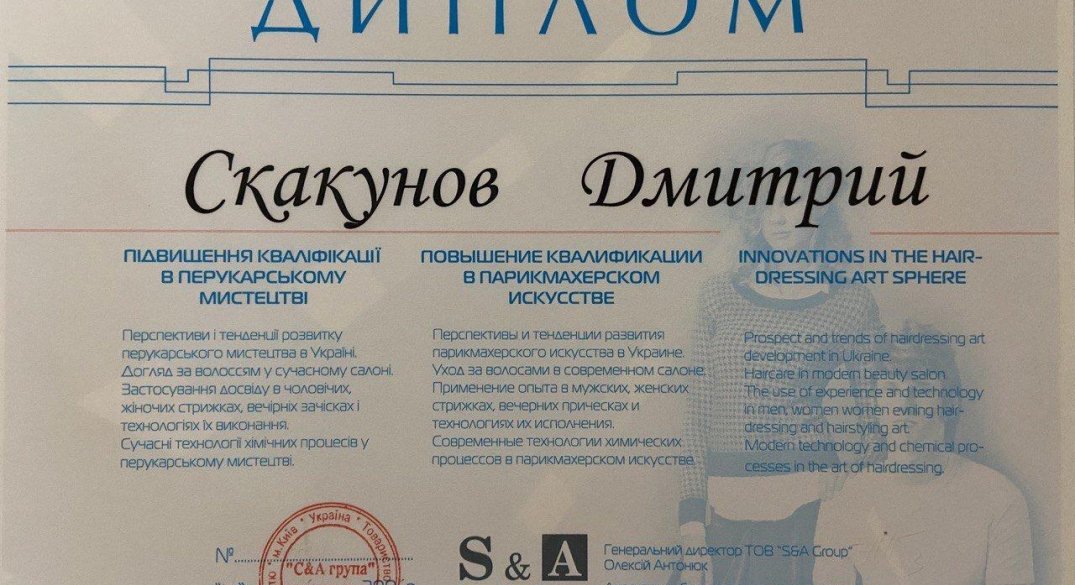 ДИПЛОМ
Скакунов Дмитрий
ПІДВИЩЕННЯ КВАЛІФІКАЦІЇ
В ПЕРУКАРСЬКОМУ
МИСТЕЦТВІ
Перспективи і тенденції розвитку
перукарського мистецтва в Україні.
Догляд за волоссям у сучасному салоні.
Застосування досвіду в чоловічих,
жіночих стрижках, вечірніх зачісках і
технологіях їх виконання.
Сучасні технології хімічних процесів у
перукарському мистецтві.
ПОВЫШЕНИЕ КВАЛИФИКАЦИИ
В ПАРИКМАХЕРСКОМ
ИСКУССТВЕ
Перспективы и тенденции развития
парикмахерского искусства в Украине.
Уход за волосами в современном салоне.
Применение опыта в мужских, женских
стрижках, вечерних прическах и
технологиях их исполнения.
Современные технологии химических
процессов в парикмахерском искусстве.
INNOVATIONS IN THE HAIR-
DRESSING ART SPHERE
Prospect and trends of hairdressing art
development in Ukraine.
Haircare in modern beauty salon.
The use of experience and technology
in men, women women evning hair-
dressing and hairstyling art.
Modern technology and chemical pro-
cesses in the art of hairdressing.
№
м.Київ * Україна * Товариство
"С&А група"
S & A
Генеральний директор ТОВ "S&A Group"
Олексій Антонюк